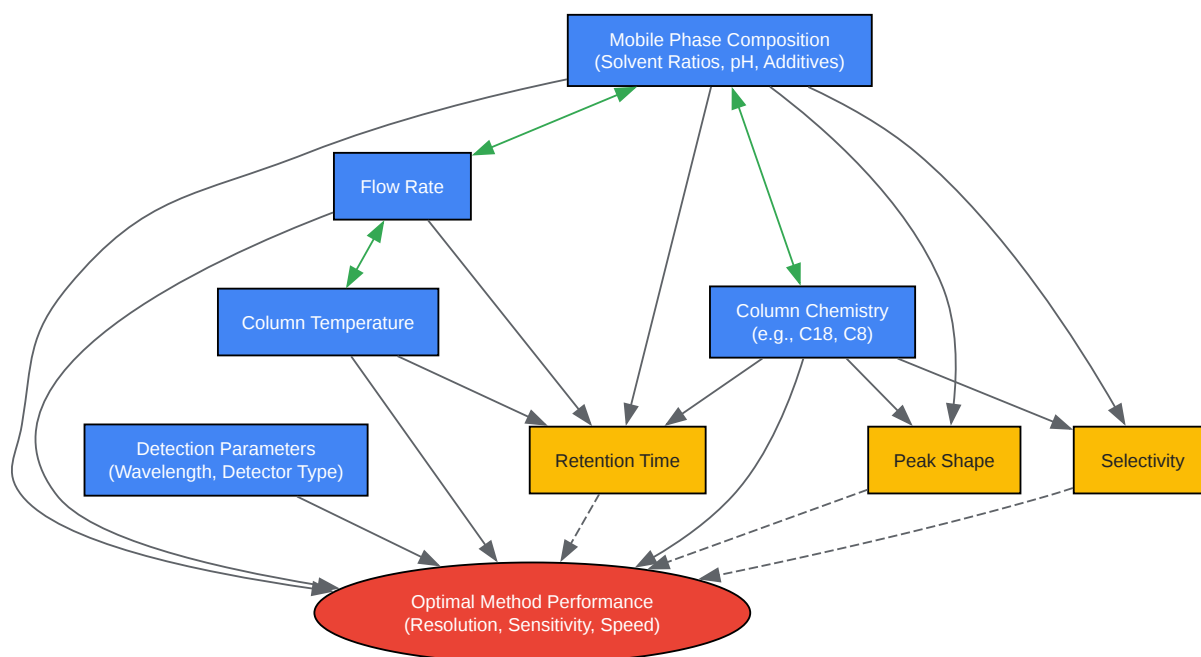 Mobile Phase Composition
(Solvent Ratios, pH, Additives)
Flow Rate
Column Temperature
Column Chemistry
(e.g., C18, C8)
Detection Parameters
(Wavelength, Detector Type)
Retention Time
Peak Shape
Selectivity
Optimal Method Performance
(Resolution, Sensitivity, Speed)